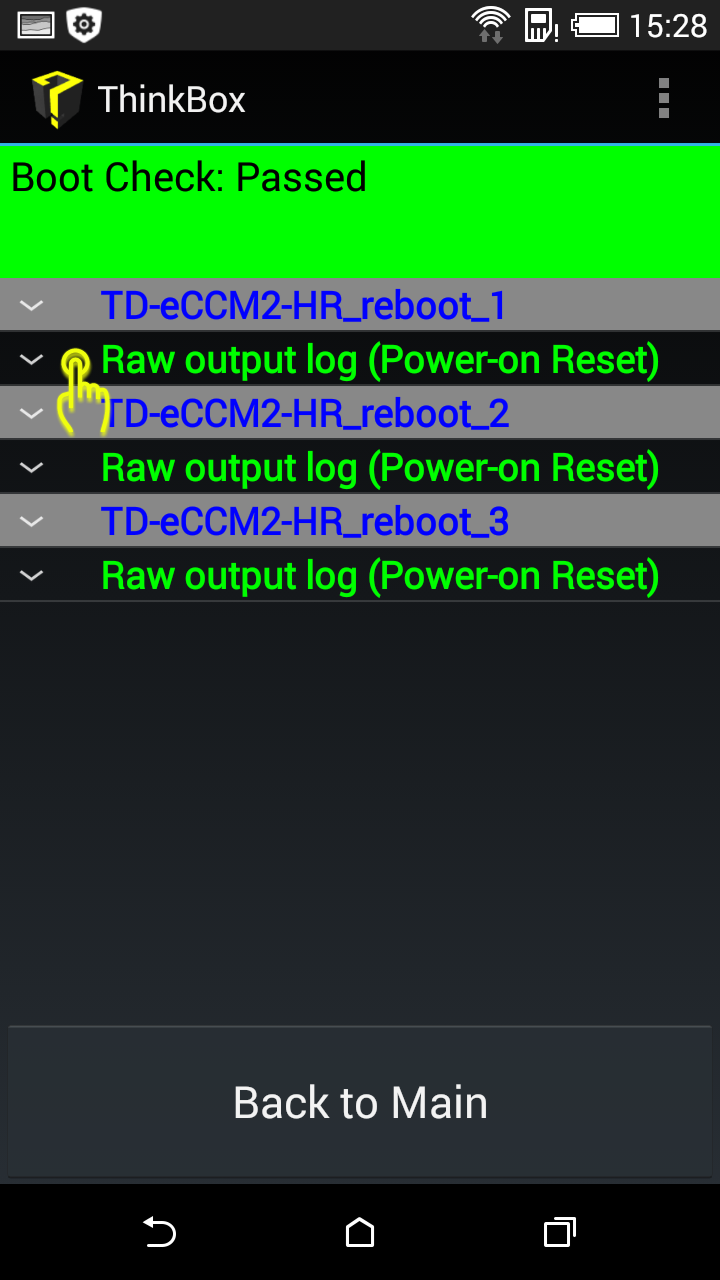 15:28
ThinkBox
Boot Check: Passed
TD-eCCM2-HR_reboot_1
Raw output log (Power-on Reset)
TD-eCCM2-HR_reboot_2
Raw output log (Power-on Reset)
TD-eCCM2-HR_reboot_3
Raw output log (Power-on Reset)
Back to Main